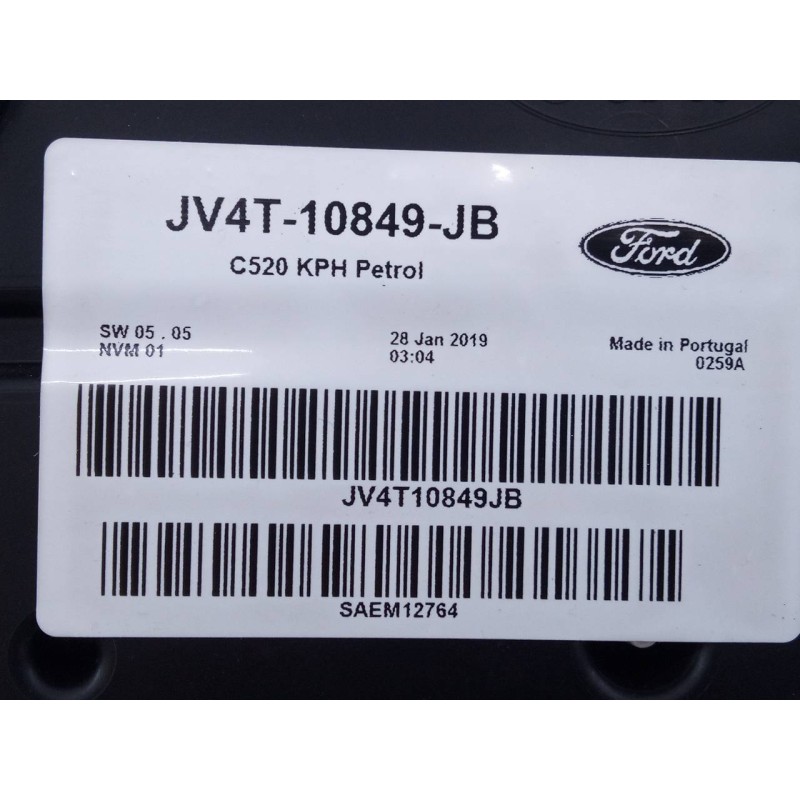 JV4T-10849-JB
Ford
C520 KPH Petrol
SW 05 . 05
NVM 01
28 Jan 2019
03:04
Made in Portugal
0259A
JV4T10849JB
SAEM12764